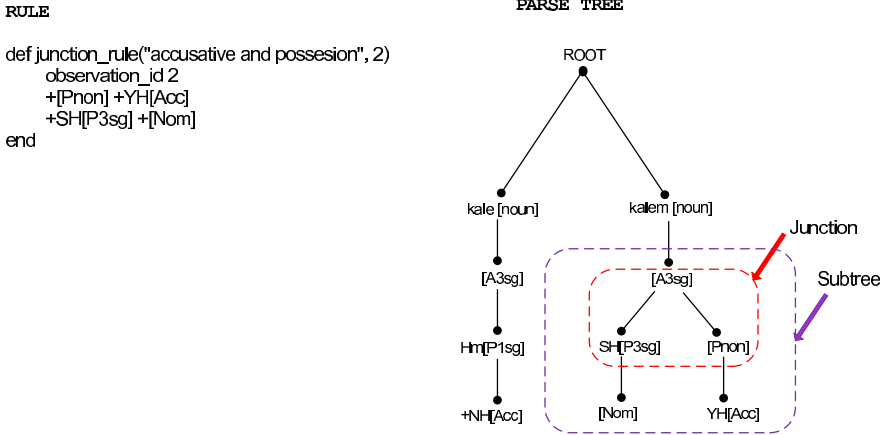 RULE
def junction_rule("accusative and possesion", 2)
observation_id 2
+[Pnon] +YH[Acc]
+SH[P3sg] +[Nom]
end
PARSE TREE
ROOT
kale [noun]
kalem [noun]
Junction
Subtree
[A3sg]
[A3sg]
Hm[P1sg]
SH[P3sg]
[Pnon]
+NH[Acc]
[Nom]
YH[Acc]